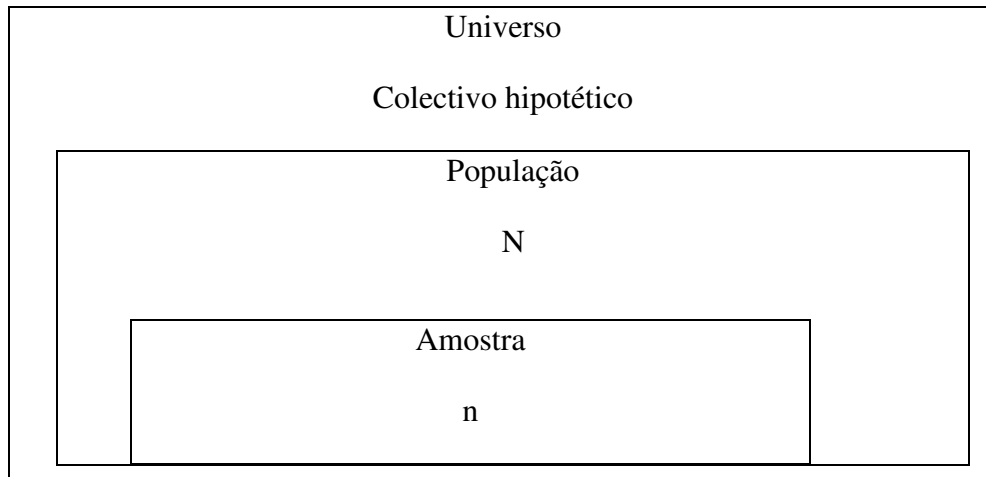 Universo
Colectivo hipotético
População
N
Amostra
n